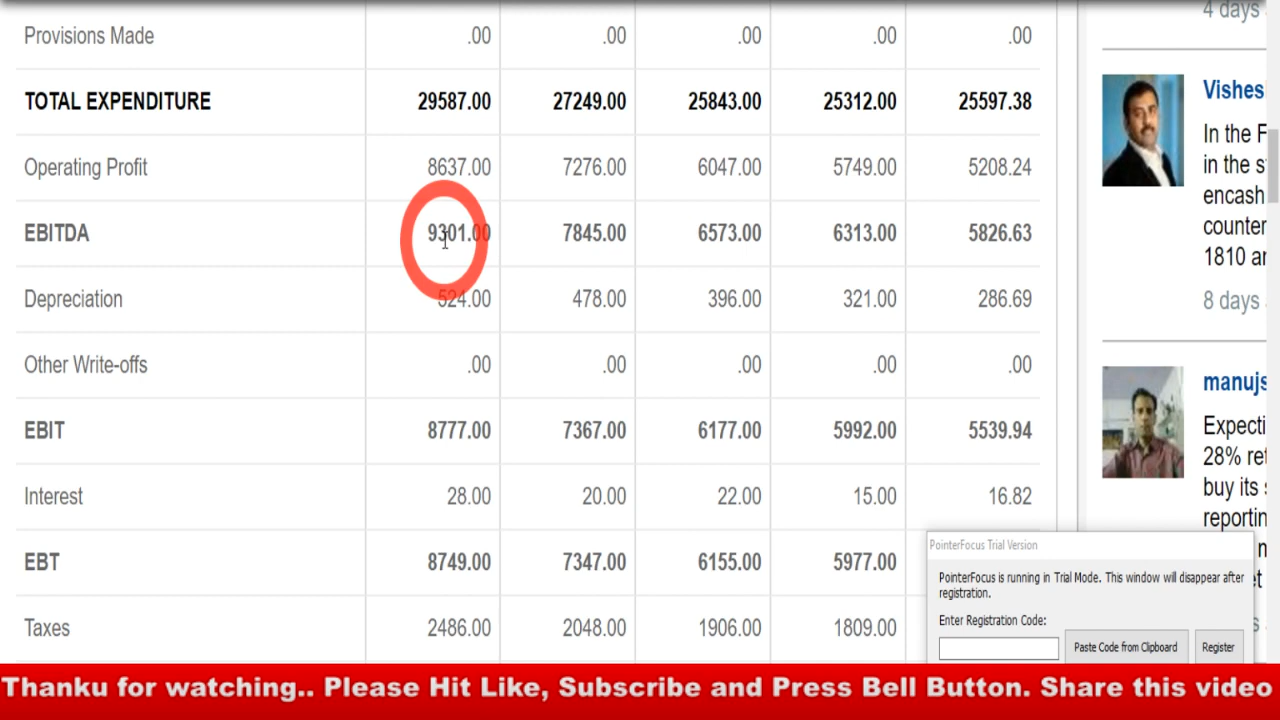 4 days
Provisions Made .00 .00 .00 .00 .00
TOTAL EXPENDITURE 29587.00 27249.00 25843.00 25312.00 25597.38
Vishes
In the F
in the s
encash
counter
1810 ar
8 days
Operating Profit 8637.00 7276.00 6047.00 5749.00 5208.24
EBITDA 9301.00 7845.00 6573.00 6313.00 5826.63
Depreciation 524.00 478.00 396.00 321.00 286.69
Other Write-offs .00 .00 .00 .00 .00
manujs
Expecti
28% ret
buy its s
reportin
EBIT 8777.00 7367.00 6177.00 5992.00 5539.94
Interest 28.00 20.00 22.00 15.00 16.82
EBT 8749.00 7347.00 6155.00 5977.00
Taxes 2486.00 2048.00 1906.00 1809.00
PointerFocus Trial Version
PointerFocus is running in Trial Mode. This window will disappear after
registration.
Enter Registration Code:
Paste Code from Clipboard Register
Thanku for watching.. Please Hit Like, Subscribe and Press Bell Button. Share this video